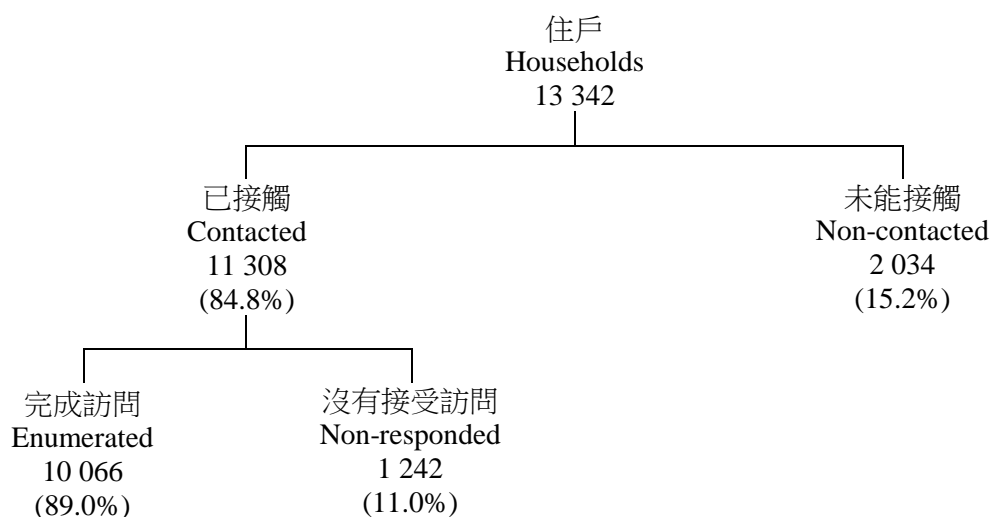 住戶
Households
13 342
已接觸
Contacted
11 308
(84.8%)
未能接觸
Non-contacted
2 034
(15.2%)
完成訪問
Enumerated
10 066
(89.0%)
沒有接受訪問
Non-responded
1 242
(11.0%)